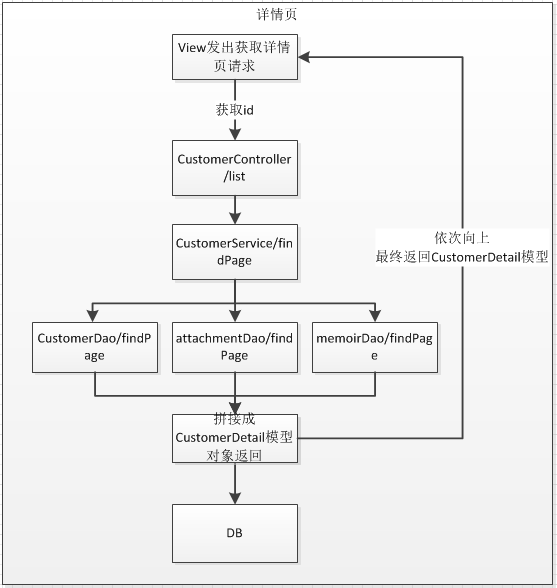 详情页
View发出获取详情
页请求
获取id
CustomerController
/list
CustomerService/fin
dPage
依次向上
最终返回CustomerDetail模型
CustomerDao/findP
age
attachmentDao/find
Page
memoirDao/findPag
e
拼接成
CustomerDetail模型
对象返回
DB